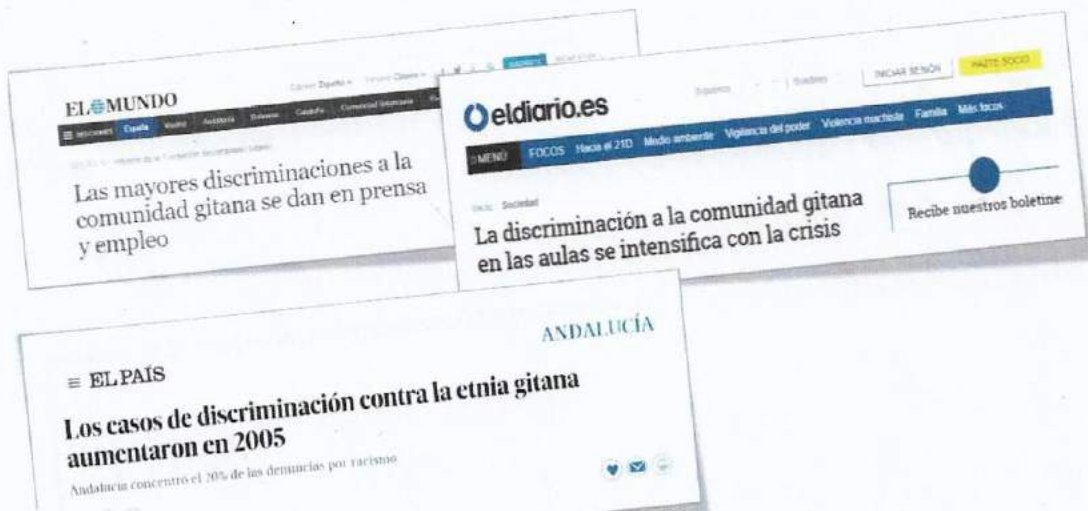 EL MUNDO
España
Las mayores discriminaciones a la
comunidad gitana se dan en prensa
y empleo
eldiario.es
INICIAR SESIÓN
HAZTE SOCIO
MENÚ FOCOS Hacia el 21D Medio ambiente Vigilancia del poder Violencia machista Familia Más focos
Sociedad
La discriminación a la comunidad gitana
en las aulas se intensifica con la crisis
Recibe nuestros boletine
EL PAÍS
ANDALUCÍA
Los casos de discriminación contra la etnia gitana
aumentaron en 2005
Andalucía concentró el 20% de las denuncias por racismo